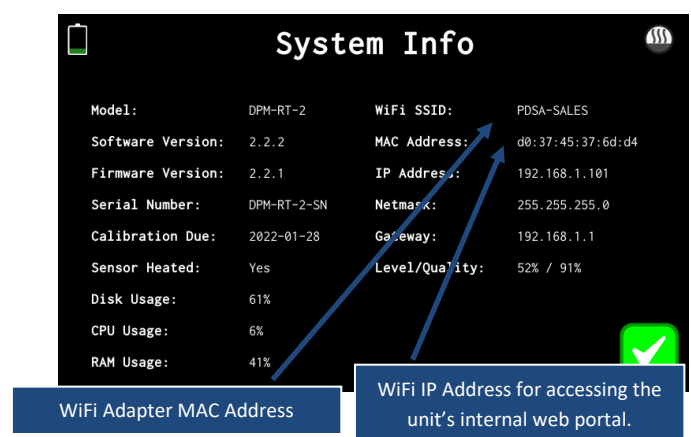 System Info
Model: DPM-RT-2 WiFi SSID: PDSA-SALES
Software Version: 2.2.2 MAC Address: d0:37:45:37:6d:d4
Firmware Version: 2.2.1 IP Address: 192.168.1.101
Serial Number: DPM-RT-2-SN Netmask: 255.255.255.0
Calibration Due: 2022-01-28 Gateway: 192.168.1.1
Sensor Heated: Yes Level/Quality: 52% / 91%
Disk Usage: 61%
CPU Usage: 6%
RAM Usage: 41%
WiFi Adapter MAC Address
WiFi IP Address for accessing the
unit’s internal web portal.